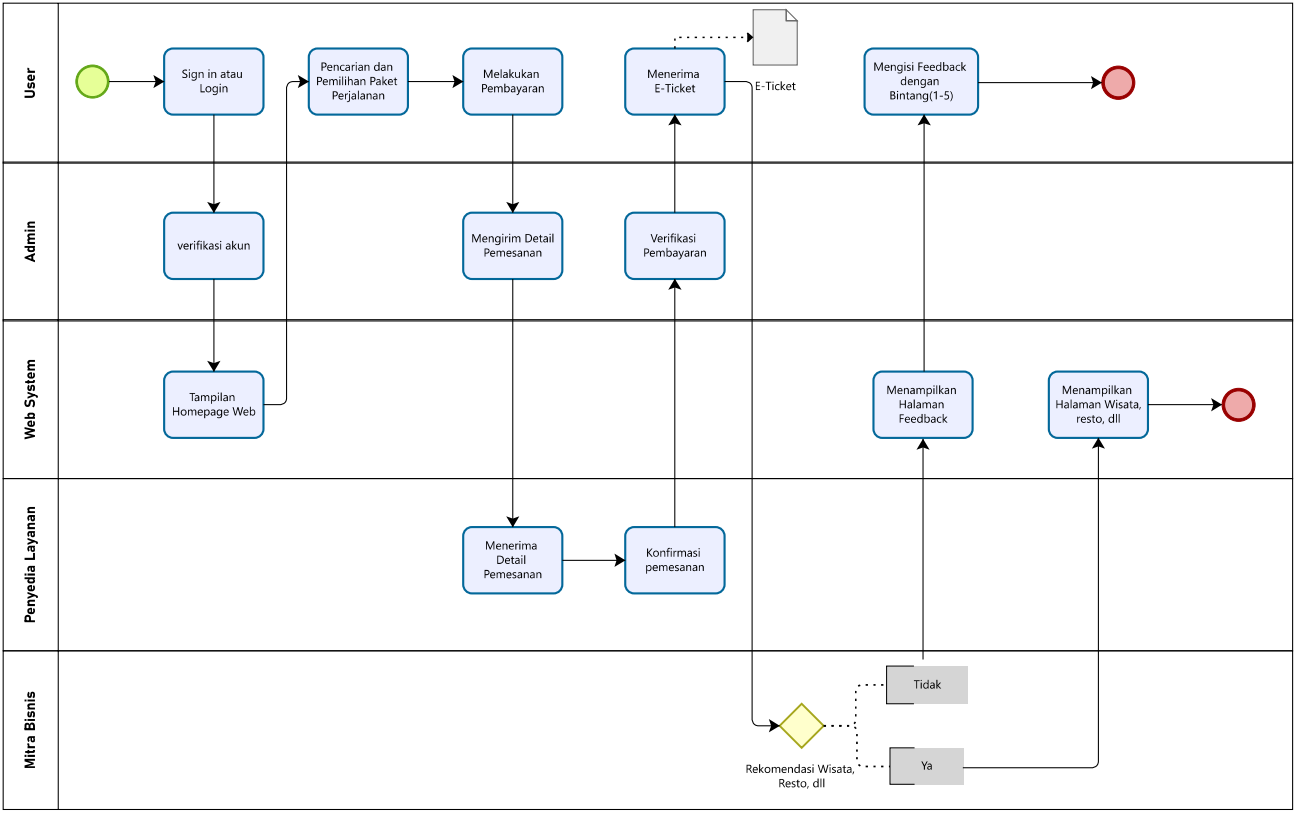 User
Sign in atau
Login
Pencarian dan
Pemilihan Paket
Perjalanan
Melakukan
Pembayaran
Menerima
E-Ticket
E-Ticket
Mengisi Feedback
dengan
Bintang(1-5)
Admin
verifikasi akun
Mengirim Detail
Pemesanan
Verifikasi
Pembayaran
Web System
Tampilan
Homepage Web
Menampilkan
Halaman
Feedback
Menampilkan
Halaman Wisata,
resto, dll
Penyedia Layanan
Menerima
Detail
Pemesanan
Konfirmasi
pemesanan
Mitra Bisnis
Rekomendasi Wisata,
Resto, dll
Tidak
Ya